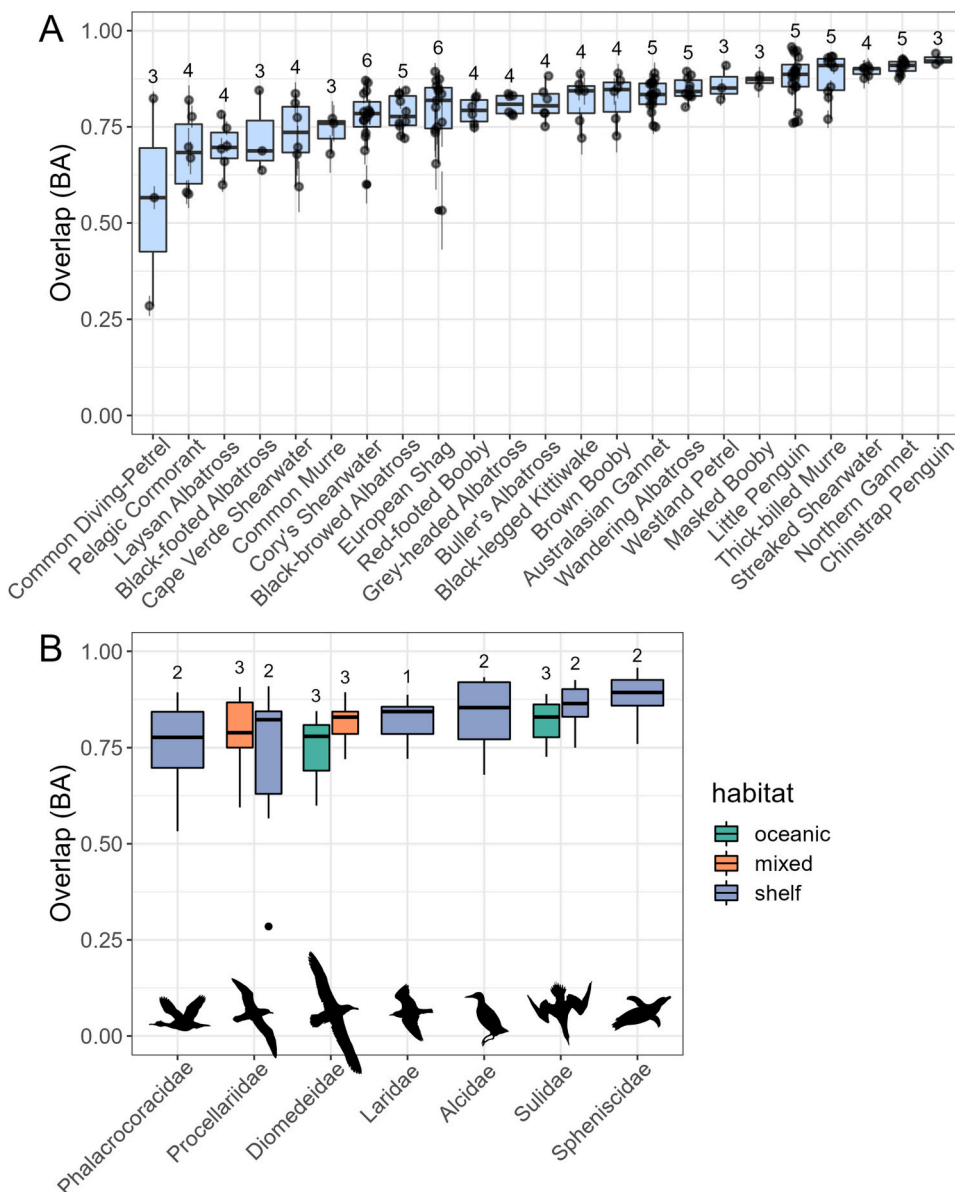 A
Overlap (BA)
1.00
0.75
0.50
0.25
0.00
3
4
4
3
4
3
6
5
6
4
4
4
4
4
5
5
3
3
5
5
4
5
3
Common Diving-Petrel
Pelagic Cormorant
Laysan Albatross
Black-footed Albatross
Cape Verde Shearwater
Common Murre
Cory's Shearwater
Black-browed Albatross
European Shag
Red-footed Booby
Grey-headed Albatross
Buller's Albatross
Black-legged Kittiwake
Brown Booby
Australasian Gannet
Wandering Albatross
Westland Petrel
Masked Booby
Little Penguin
Thick-billed Murre
Streaked Shearwater
Northern Gannet
Chinstrap Penguin
B
Overlap (BA)
1.00
0.75
0.50
0.25
0.00
2
3
2
3
3
1
2
3
2
2
Phalacrocoracidae
Procellariidae
Diomedeidae
Laridae
Alcidae
Sulidae
Spheniscidae
habitat
oceanic
mixed
shelf